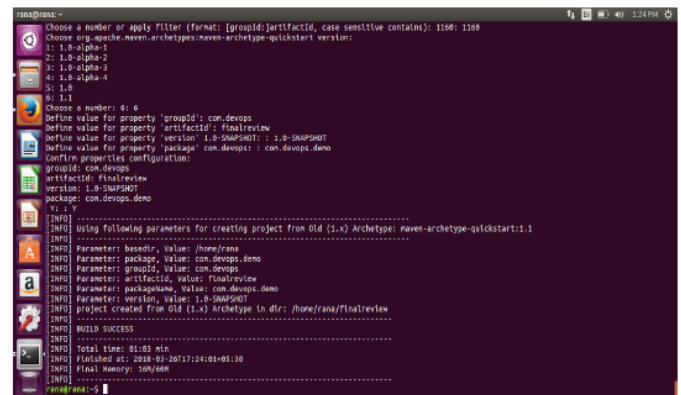 rana@rana: ~
En
5:24 PM
Choose a number or apply filter (format: [groupId:]artifactId, case sensitive contains): 1160: 1160
Choose org.apache.maven.archetypes:maven-archetype-quickstart version:
1: 1.0-alpha-1
2: 1.0-alpha-2
3: 1.0-alpha-3
4: 1.0-alpha-4
5: 1.0
6: 1.1
Choose a number: 6: 6
Define value for property 'groupId': com.devops
Define value for property 'artifactId': finalreview
Define value for property 'version' 1.0-SNAPSHOT: : 1.0-SNAPSHOT
Define value for property 'package' com.devops: : com.devops.demo
Confirm properties configuration:
groupId: com.devops
artifactId: finalreview
version: 1.0-SNAPSHOT
package: com.devops.demo
Y: : Y
[INFO] ----------------------------------------------------------------------------
[INFO] Using following parameters for creating project from Old (1.x) Archetype: maven-archetype-quickstart:1.1
[INFO] ----------------------------------------------------------------------------
[INFO] Parameter: basedir, Value: /home/rana
[INFO] Parameter: package, Value: com.devops.demo
[INFO] Parameter: groupId, Value: com.devops
[INFO] Parameter: artifactId, Value: finalreview
[INFO] Parameter: packageName, Value: com.devops.demo
[INFO] Parameter: version, Value: 1.0-SNAPSHOT
[INFO] project created from Old (1.x) Archetype in dir: /home/rana/finalreview
[INFO] ------------------------------------------------------------------------
[INFO] BUILD SUCCESS
[INFO] ------------------------------------------------------------------------
[INFO] Total time: 01:03 min
[INFO] Finished at: 2018-03-26T17:24:01+05:30
[INFO] Final Memory: 16M/60M
[INFO] ------------------------------------------------------------------------
rana@rana:~$